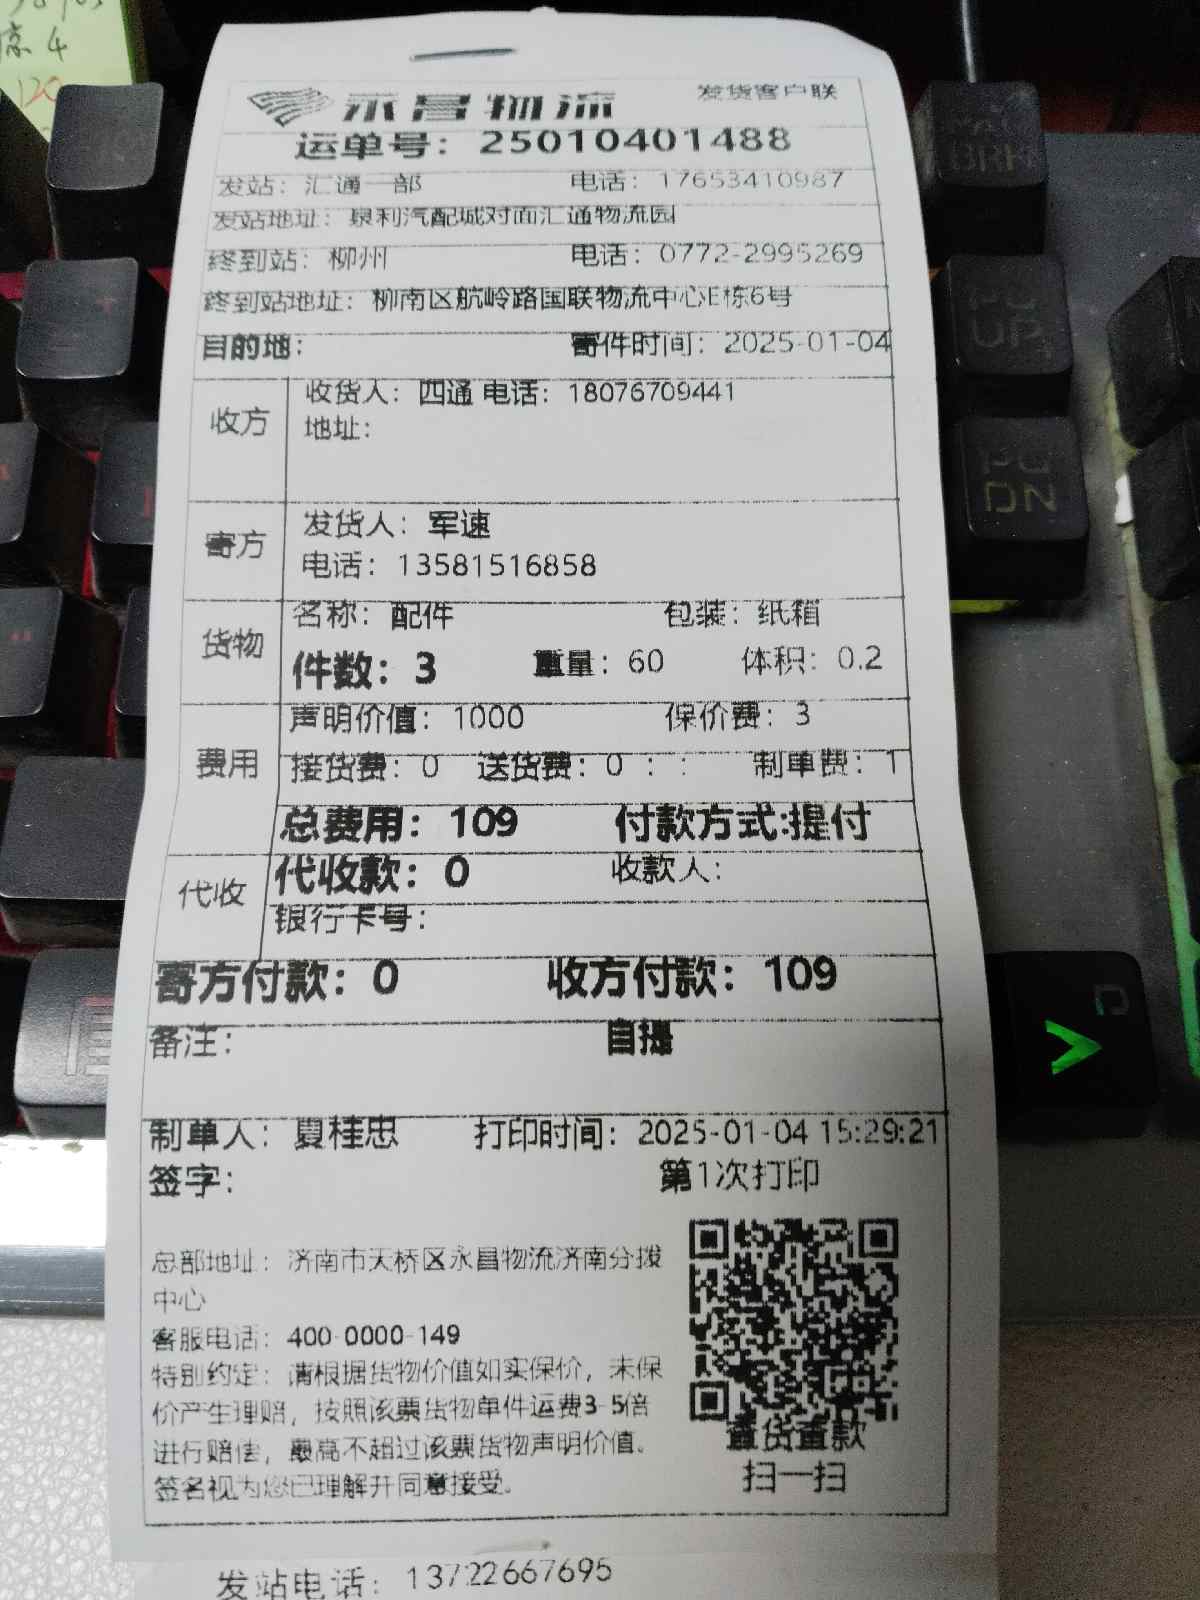 嘉 4
120
永昌物流
发货客户联
运单号：25010401488
发站：汇通一部 电话：17653410987
发站地址：泉利汽配城对面汇通物流园
终到站：柳州 电话：0772-2995269
终到站地址：柳南区航岭路国联物流中心E栋6号
目的地： 寄件时间：2025-01-04
收方
收货人：四通 电话：18076709441
地址：
寄方
发货人：军速
电话：13581516858
货物
名称：配件 包装：纸箱
件数：3 重量：60 体积：0.2
费用
声明价值：1000 保价费：3
接货费：0 送货费：0 ： ： 制单费：1
总费用：109 付款方式:提付
代收
代收款：0 收款人：
银行卡号：
寄方付款：0 收方付款：109
备注： 自提
制单人：夏桂忠 打印时间：2025-01-04 15:29:21
签字： 第1次打印
总部地址：济南市天桥区永昌物流济南分拨
中心
客服电话：400-0000-149
特别约定：请根据货物价值如实保价，未保
价产生理赔，按照该票货物单件运费3-5倍
进行赔偿，最高不超过该票货物声明价值。
签名视为您已理解并同意接受。
查货查款
扫一扫
发站电话：13722667695